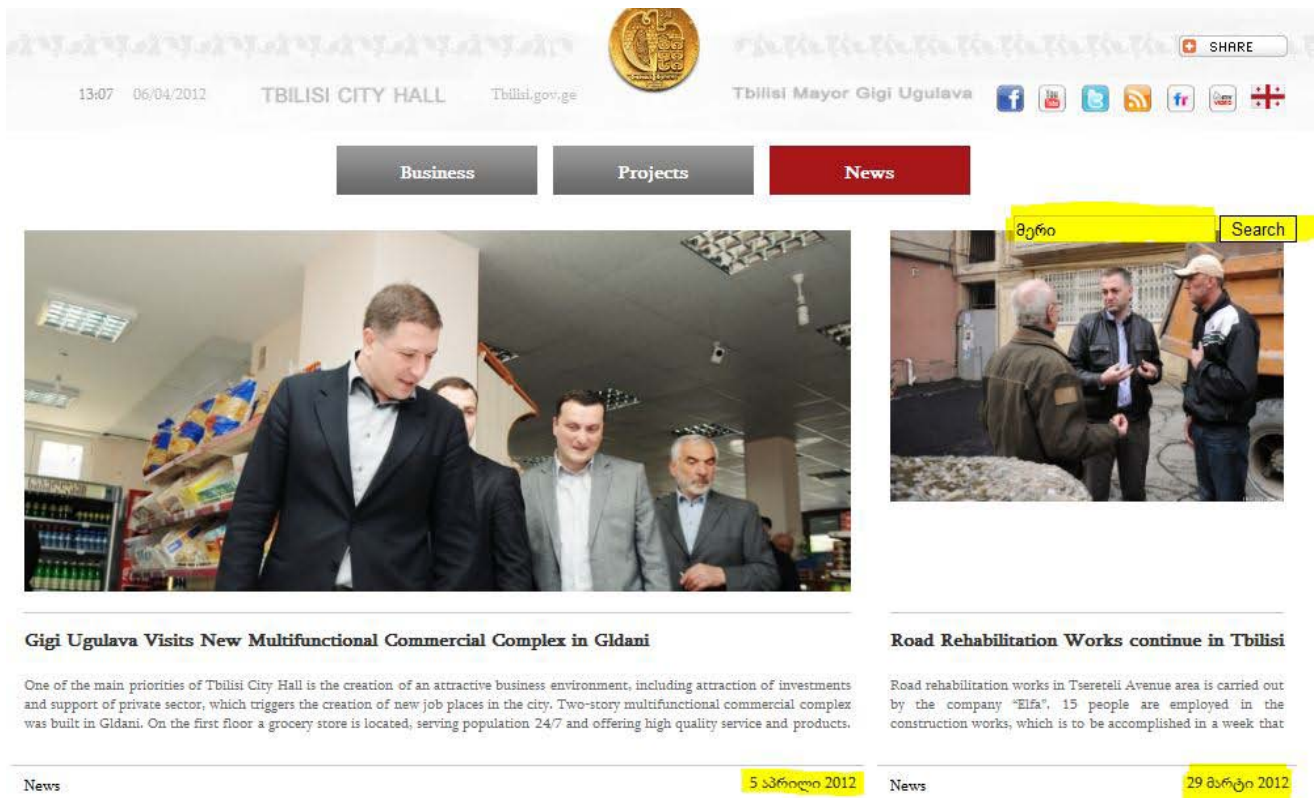 SHARE
13:07 06/04/2012 TBILISI CITY HALL Tbilisi.gov.ge Tbilisi Mayor Gigi Ugulava
Business Projects News
მერი Search
Gigi Ugulava Visits New Multifunctional Commercial Complex in Gldani
One of the main priorities of Tbilisi City Hall is the creation of an attractive business environment, including attraction of investments
and support of private sector, which triggers the creation of new job places in the city. Two-story multifunctional commercial complex
was built in Gldani. On the first floor a grocery store is located, serving population 24/7 and offering high quality service and products.
News 5 აპრილი 2012
Road Rehabilitation Works continue in Tbilisi
Road rehabilitation works in Tsereteli Avenue area is carried out
by the company “Elfa”. 15 people are employed in the
construction works, which is to be accomplished in a week that
News 29 მარტი 2012